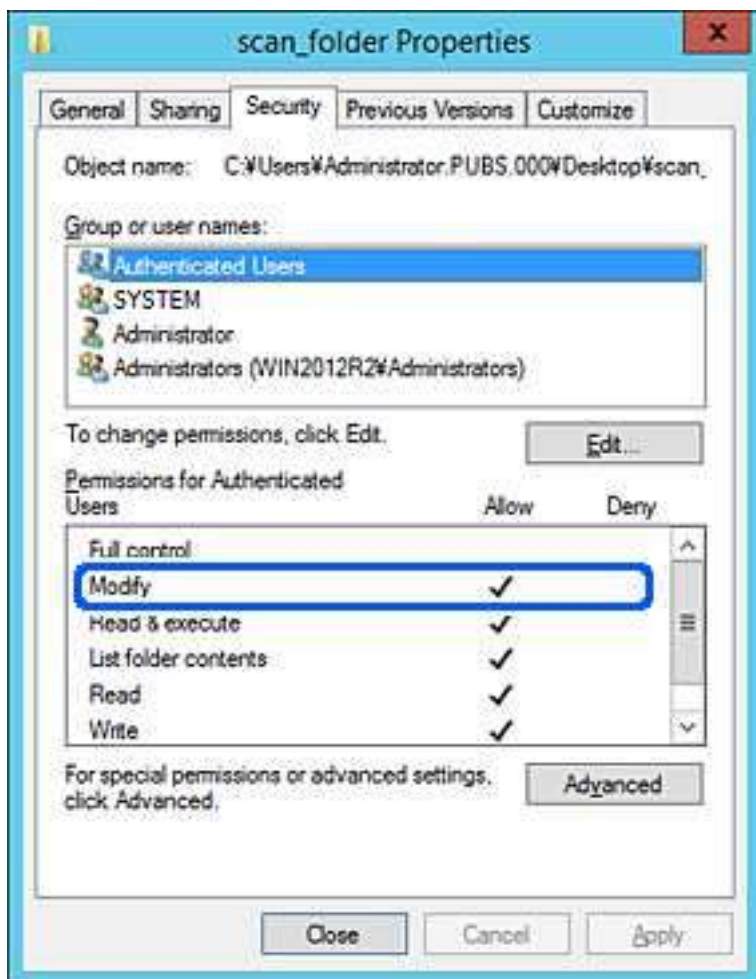 scan_folder Properties
General Sharing Security Previous Versions Customize
Object name: C:¥Users¥Administrator.PUBS.000¥Desktop¥scan_
Group or user names:
Authenticated Users
SYSTEM
Administrator
Administrators (WIN2012R2¥Administrators)
To change permissions, click Edit.
Edit...
Permissions for Authenticated
Users Allow Deny
Full control
Modify
Read & execute
List folder contents
Read
Write
For special permissions or advanced settings,
click Advanced.
Advanced
Close Cancel Apply